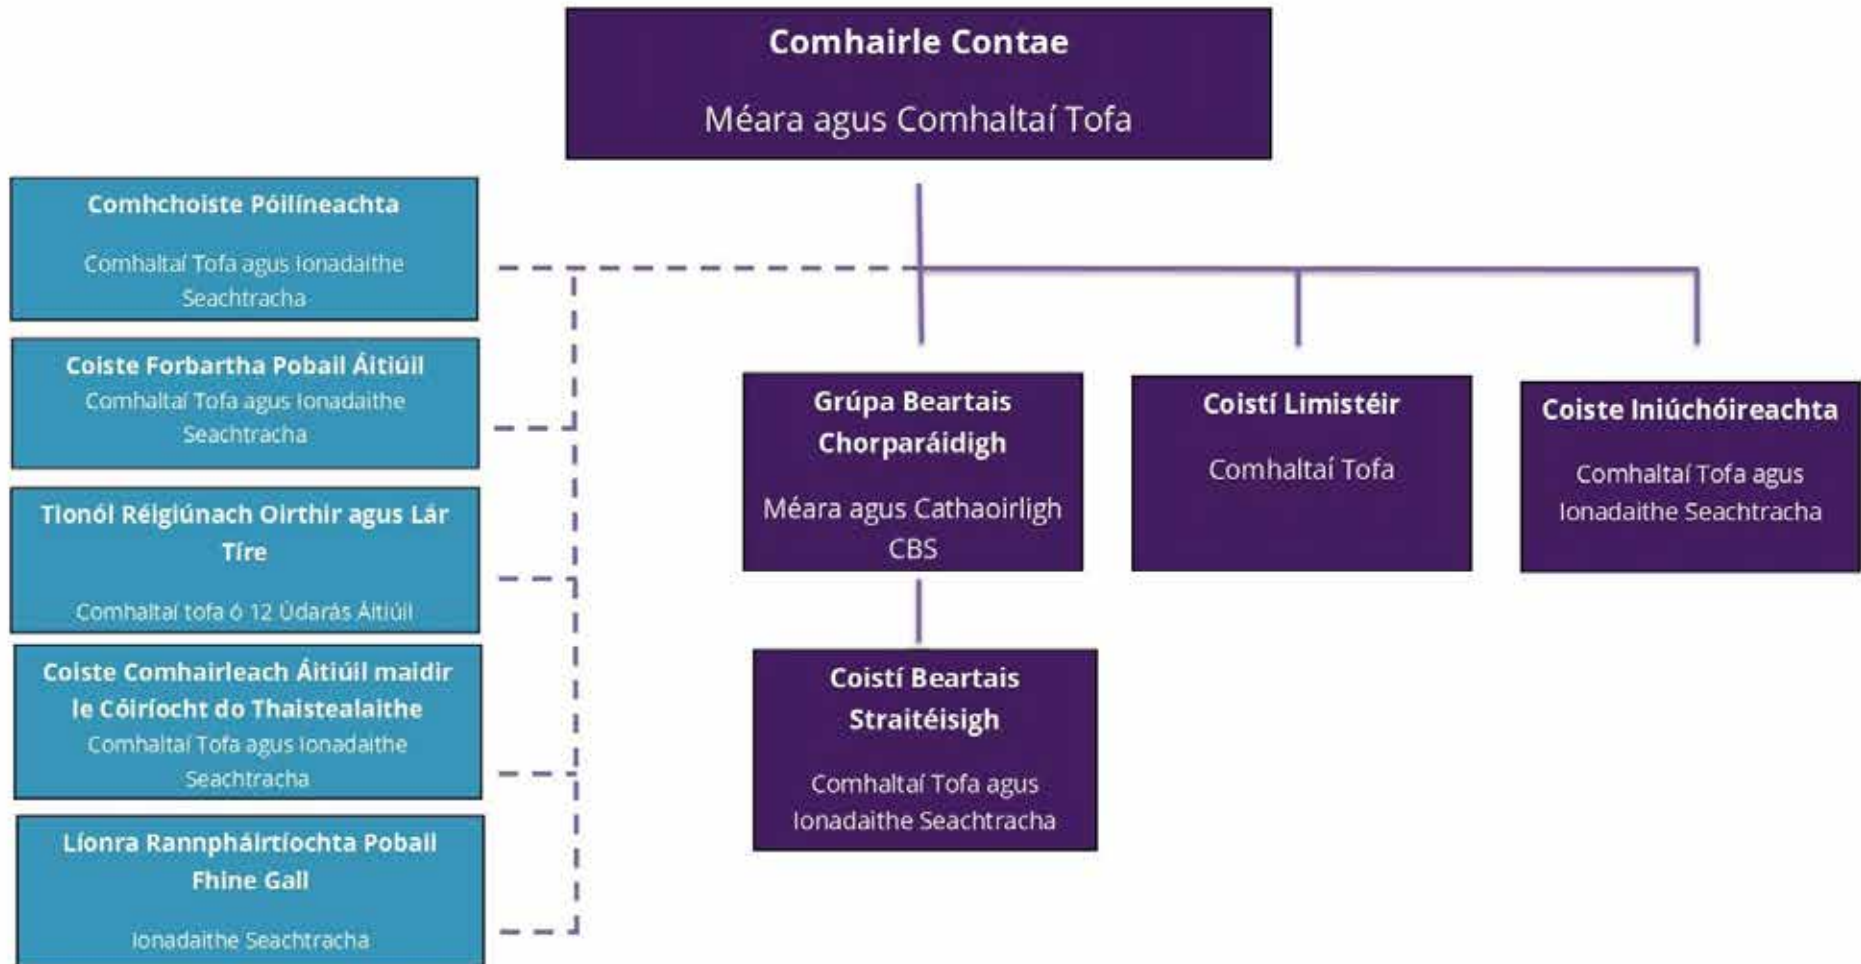 Comhairle Contae
Méara agus Comhaltaí Tofa
Comhchoiste Póilíneachta
Comhaltaí Tofa agus Ionadaithe
Seachtracha
Coiste Forbartha Pobail Áitiúil
Comhaltaí Tofa agus Ionadaithe
Seachtracha
Tionól Réigiúnach Oirthir agus Lár
Tíre
Comhaltaí tofa ó 12 Údarás Áitiúil
Coiste Comhairleach Áitiúil maidir
le Cóiríocht do Thaistealaithe
Comhaltaí Tofa agus Ionadaithe
Seachtracha
Líonra Rannpháirtíochta Pobail
Fhine Gall
Ionadaithe Seachtracha
Grúpa Beartais
Chorparáidigh
Méara agus Cathaoirligh
CBS
Coistí Limistéir
Comhaltaí Tofa
Coiste Iniúchóireachta
Comhaltaí Tofa agus
Ionadaithe Seachtracha
Coistí Beartais
Straitéisigh
Comhaltaí Tofa agus
Ionadaithe Seachtracha